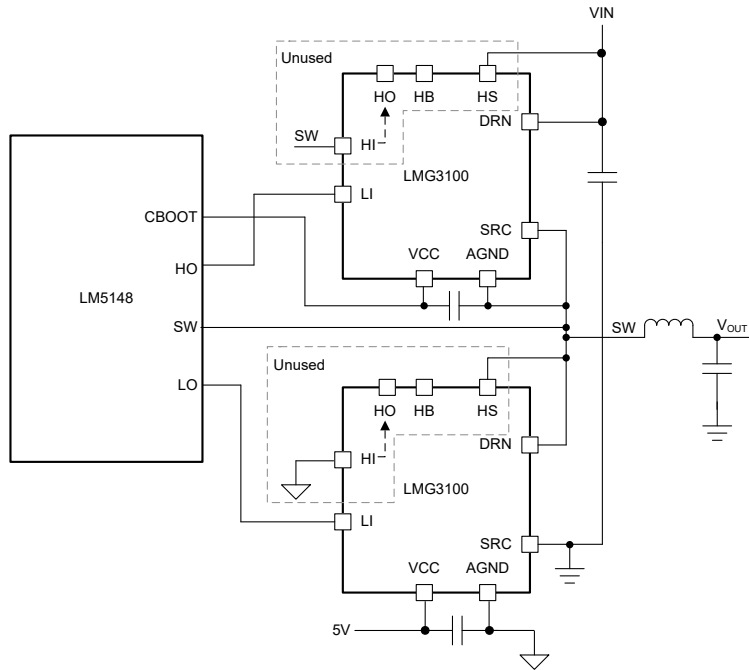 VIN
Unused
HO HB HS
DRN
SW
HI
LMG3100
LI
CBOOT
SRC
VCC AGND
HO
LM5148
SW
SW
VOUT
Unused
LO
HO HB HS
DRN
HI
LMG3100
LI
SRC
VCC AGND
5V